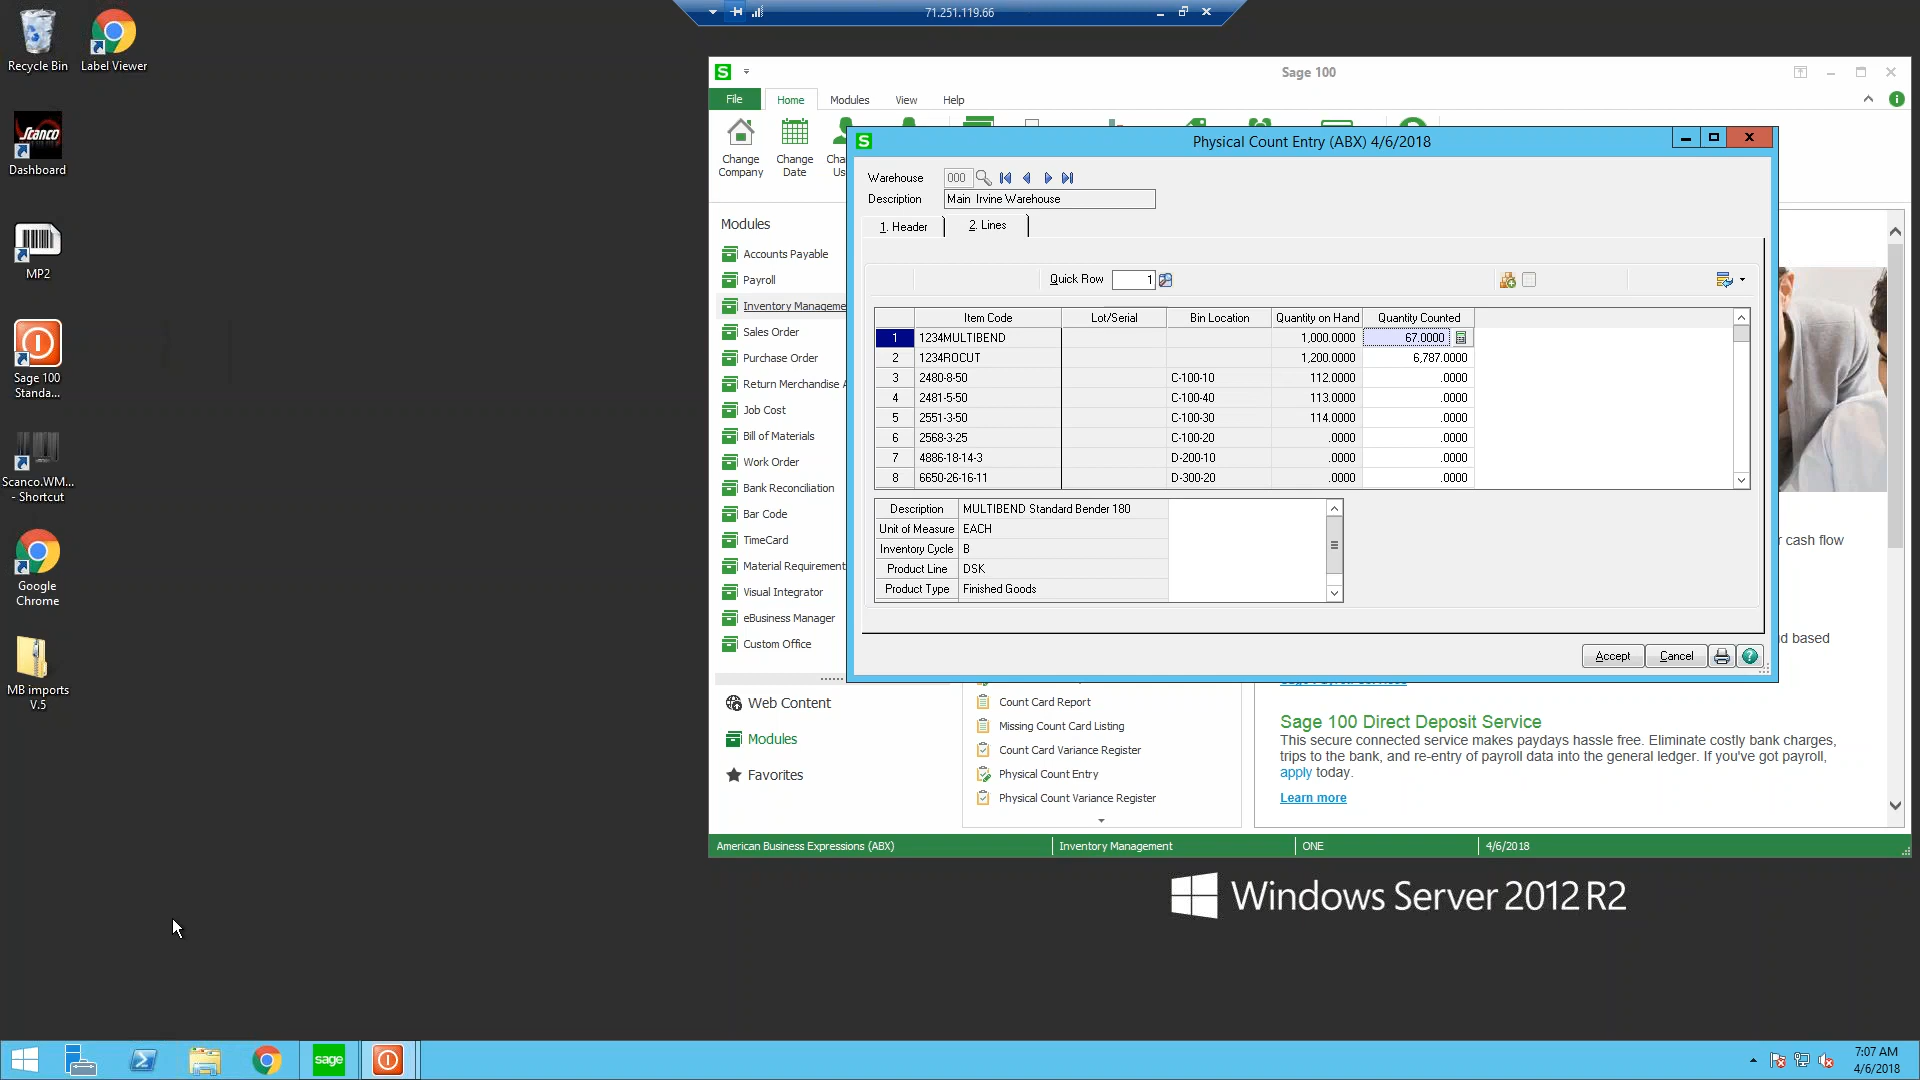 71.251.119.66
Recycle Bin
Label Viewer
Scanco
Dashboard
MP2
Sage 100
Standa...
Scanco.WM...
- Shortcut
Google
Chrome
MB imports
V.5
Sage 100
File
Home
Modules
View
Help
Change
Company
Change
Date
Physical Count Entry (ABX) 4/6/2018
Warehouse
000
Description
Main Irvine Warehouse
1. Header
2. Lines
Quick Row
1
Item Code Lot/Serial Bin Location Quantity on Hand Quantity Counted
1 1234MULTIBEND 1,000.0000 67.0000
2 1234ROCUT 1,200.0000 6,787.0000
3 2480-8-50 C-100-10 112.0000 .0000
4 2481-5-50 C-100-40 113.0000 .0000
5 2551-3-50 C-100-30 114.0000 .0000
6 2568-3-25 C-100-20 .0000 .0000
7 4886-18-14-3 D-200-10 .0000 .0000
8 6650-26-16-11 D-300-20 .0000 .0000
Description MULTIBEND Standard Bender 180
Unit of Measure EACH
Inventory Cycle B
Product Line DSK
Product Type Finished Goods
Accept
Cancel
Modules
Accounts Payable
Payroll
Inventory Manageme
Sales Order
Purchase Order
Return Merchandise A
Job Cost
Bill of Materials
Work Order
Bank Reconciliation
Bar Code
TimeCard
Material Requirement
Visual Integrator
eBusiness Manager
Custom Office
Web Content
Modules
Favorites
Count Card Report
Missing Count Card Listing
Count Card Variance Register
Physical Count Entry
Physical Count Variance Register
r cash flow
d based
Sage 100 Direct Deposit Service
This secure connected service makes paydays hassle free. Eliminate costly bank charges,
trips to the bank, and re-entry of payroll data into the general ledger. If you've got payroll,
apply today.
Learn more
American Business Expressions (ABX)
Inventory Management
ONE
4/6/2018
Windows Server 2012 R2
sage
7:07 AM
4/6/2018